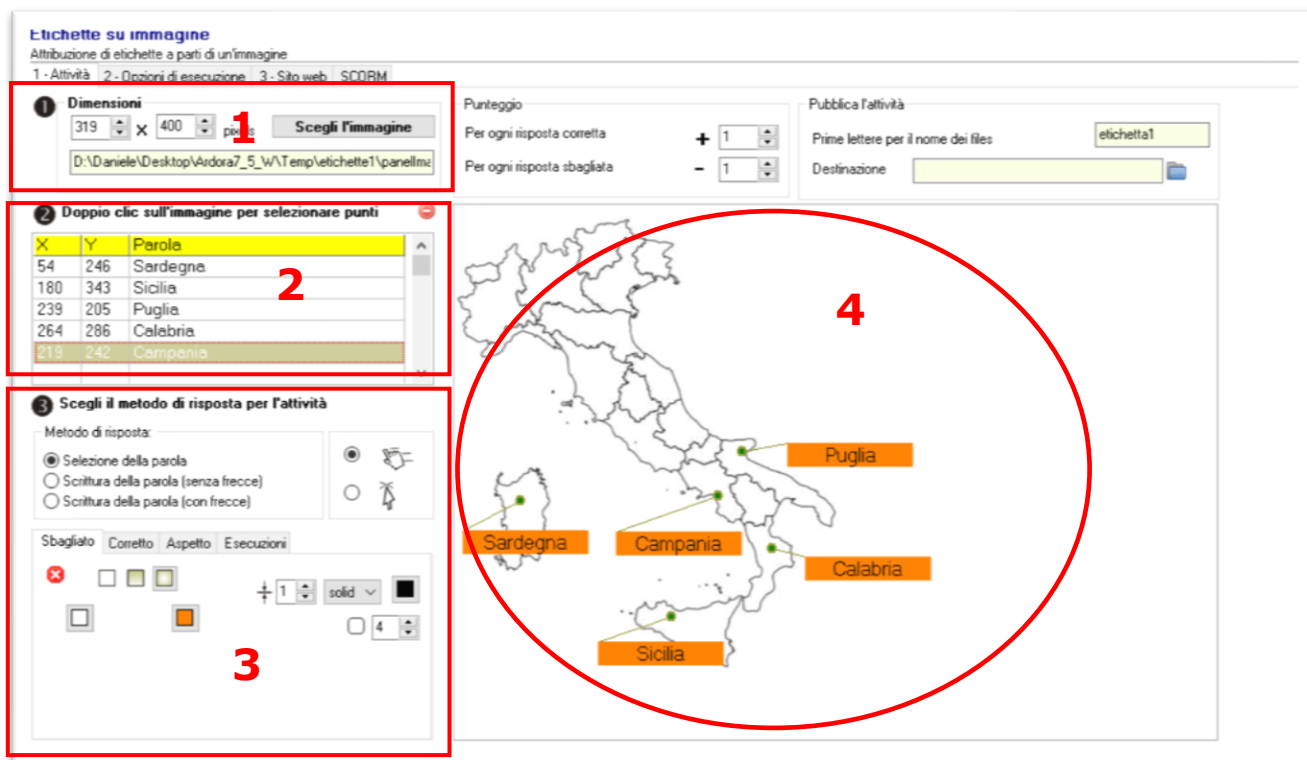 Etichette su immagine
Attribuzione di etichette a parti di un'immagine
1 - Attività 2 - Opzioni di esecuzione 3 - Sito web SCORM
1 Dimensioni
319 x 400 pixels Scegli l'immagine
D:\Daniele\Desktop\Ardora7_5_W\Temp\etichette1\panellma
1
Punteggio
Per ogni risposta corretta + 1
Per ogni risposta sbagliata - 1
Pubblica l'attività
Prime lettere per il nome dei files etichetta1
Destinazione
2 Doppio clic sull'immagine per selezionare punti
X Y Parola
54 246 Sardegna
180 343 Sicilia
239 205 Puglia
264 286 Calabria
219 242 Campania
2
3 Scegli il metodo di risposta per l'attività
Metodo di risposta:
Selezione della parola
Scrittura della parola (senza frecce)
Scrittura della parola (con frecce)
Sbagliato Corretto Aspetto Esecuzioni
1 solid
4
3
4
Puglia
Sardegna
Campania
Calabria
Sicilia